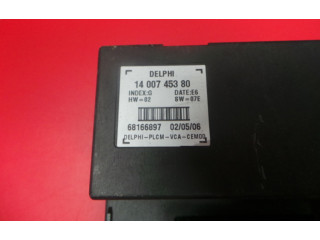 DELPHI
14 007 453 80
INDEX:G DATE:E6
HW=02 SW=07E
68166897 02/05/06
DELPHI-PLCM-VCA-CEMDS